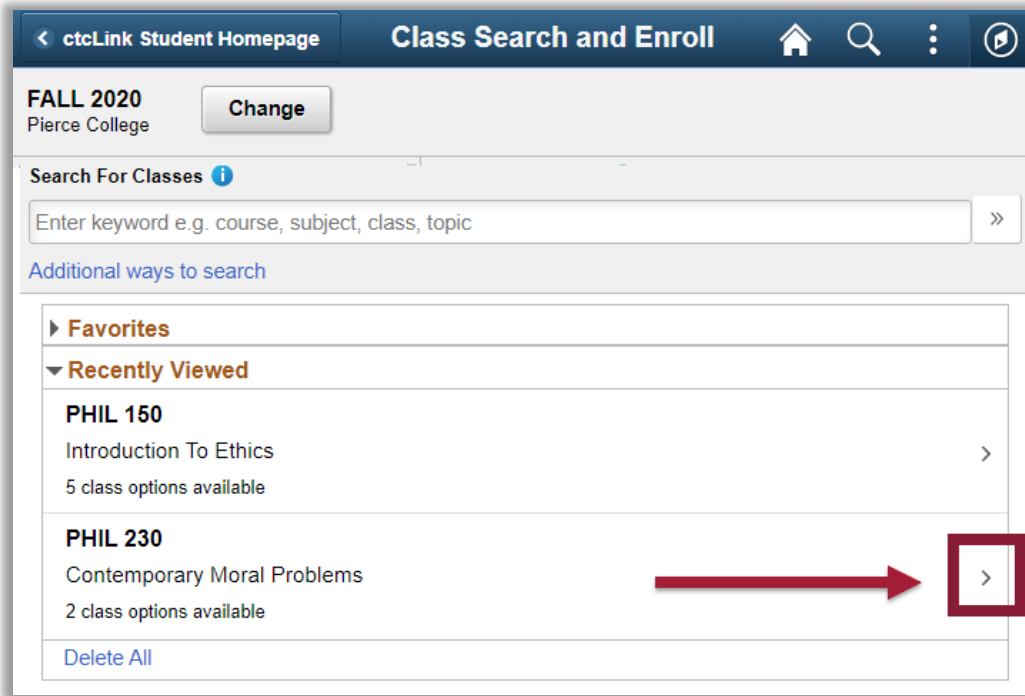 ctcLink Student Homepage
Class Search and Enroll
FALL 2020
Pierce College
Change
Search For Classes
Enter keyword e.g. course, subject, class, topic
Additional ways to search
Favorites
Recently Viewed
PHIL 150
Introduction To Ethics
5 class options available
PHIL 230
Contemporary Moral Problems
2 class options available
Delete All